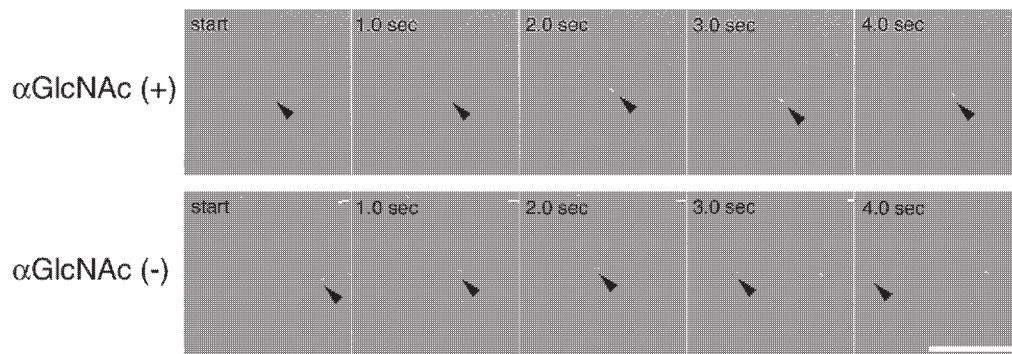 start 1.0 sec 2.0 sec 3.0 sec 4.0 sec
αGlcNAc (+)
start 1.0 sec 2.0 sec 3.0 sec 4.0 sec
αGlcNAc (-)